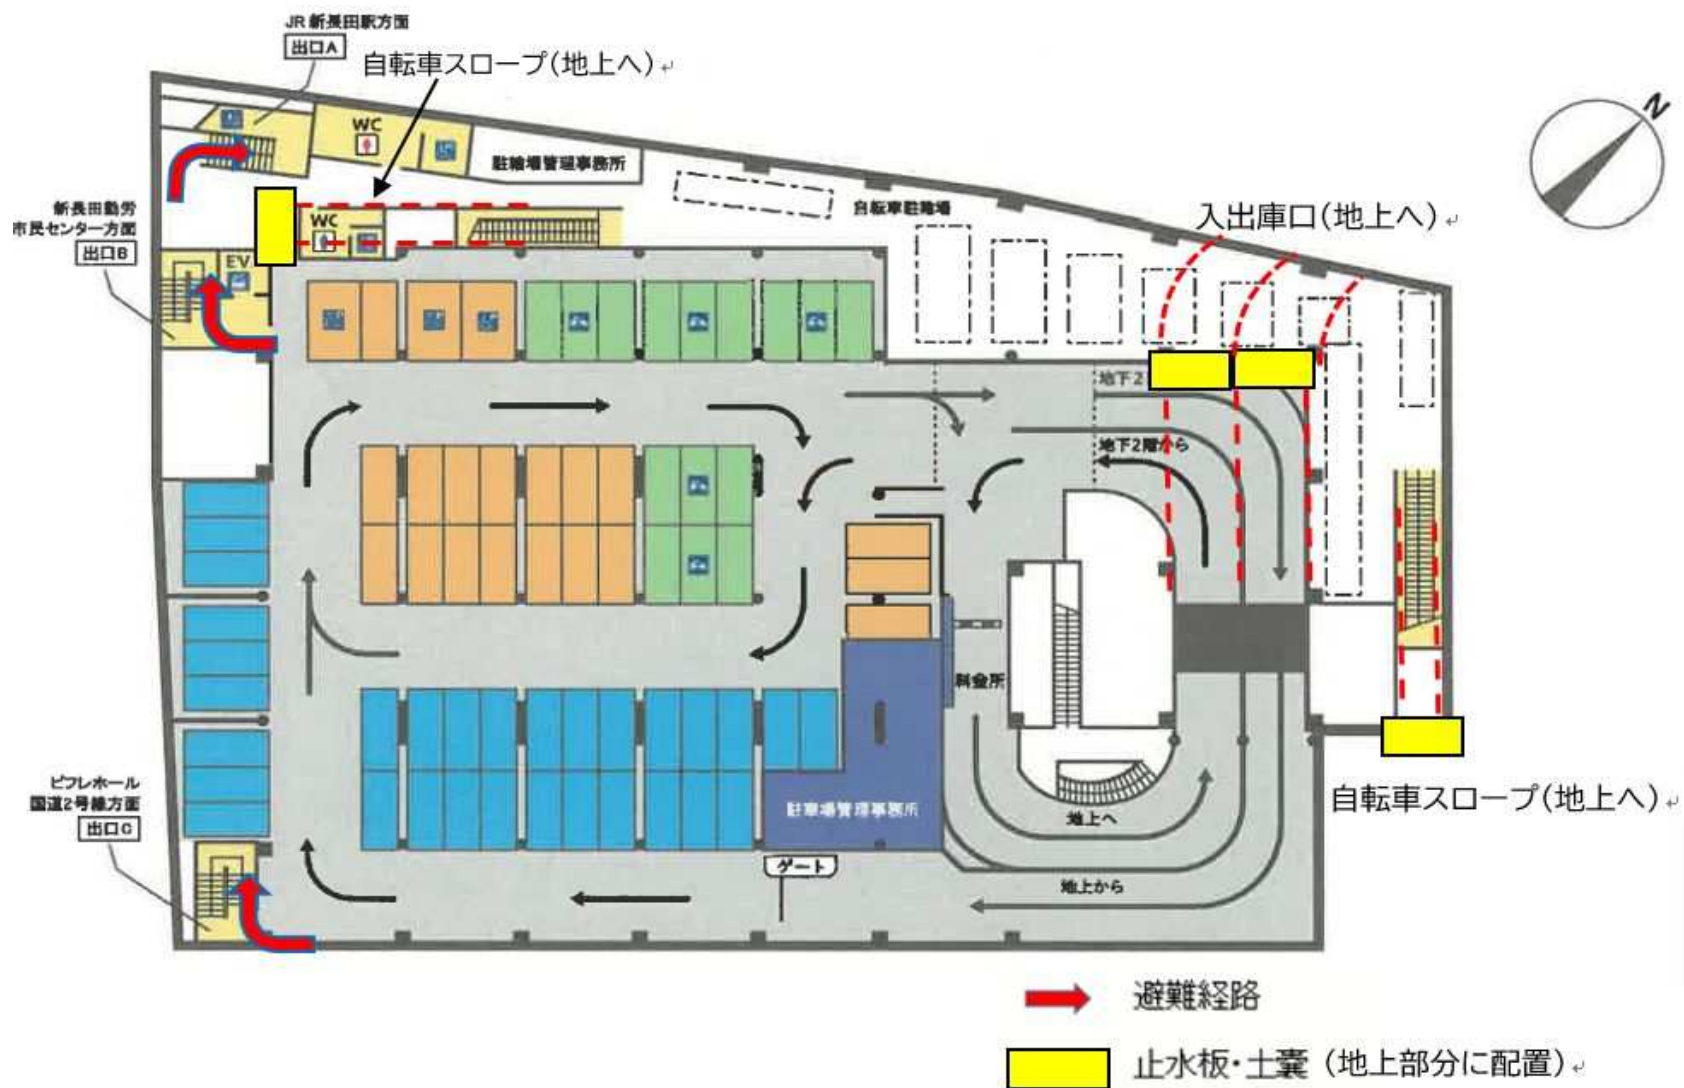 JR 新長田駅方面
出口A
自転車スロープ(地上へ)
WC
駐輪場管理事務所
N
新長田勤労
市民センター方面
出口B
WC
EV
自転車駐輪場
入出庫口(地上へ)
地下2
地下2階から
料金所
ピフレホール
国道2号線方面
出口C
駐車場管理事務所
ゲート
地上へ
地上から
自転車スロープ(地上へ)
避難経路
止水板・土嚢 (地上部分に配置)